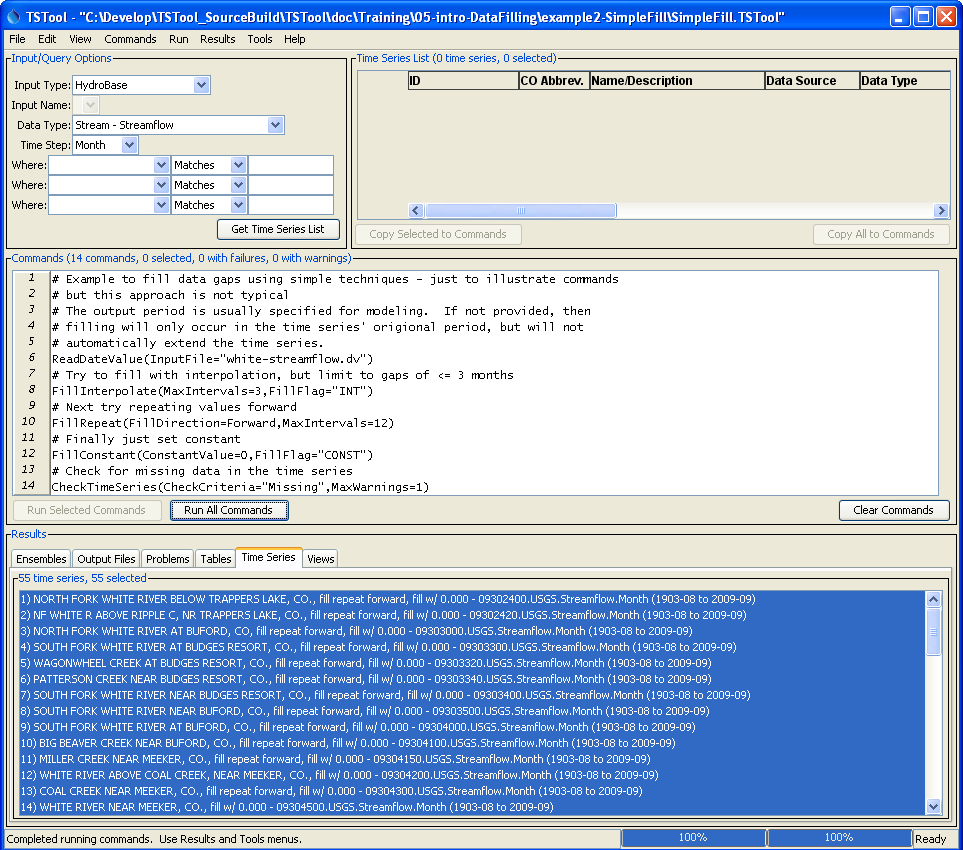 TSTool - "C:\Develop\TSTool_SourceBuild\TSTool\doc\Training\05-intro-DataFilling\example2-SimpleFill\SimpleFill.TSTool"
File Edit View Commands Run Results Tools Help
Input/Query Options
Input Type: HydroBase
Input Name:
Data Type: Stream - Streamflow
Time Step: Month
Where: Matches
Where: Matches
Where: Matches
Get Time Series List
Time Series List (0 time series, 0 selected)
ID CO Abbrev. Name/Description Data Source Data Type
Copy Selected to Commands Copy All to Commands
Commands (14 commands, 0 selected, 0 with failures, 0 with warnings)
1 # Example to fill data gaps using simple techniques - just to illustrate commands
2 # but this approach is not typical
3 # The output period is usually specified for modeling.  If not provided, then
4 # filling will only occur in the time series' origional period, but will not
5 # automatically extend the time series.
6 ReadDateValue(InputFile="white-streamflow.dv")
7 # Try to fill with interpolation, but limit to gaps of <= 3 months
8 FillInterpolate(MaxIntervals=3,FillFlag="INT")
9 # Next try repeating values forward
10 FillRepeat(FillDirection=Forward,MaxIntervals=12)
11 # Finally just set constant
12 FillConstant(ConstantValue=0,FillFlag="CONST")
13 # Check for missing data in the time series
14 CheckTimeSeries(CheckCriteria="Missing",MaxWarnings=1)
Run Selected Commands Run All Commands Clear Commands
Results
Ensembles Output Files Problems Tables Time Series Views
55 time series, 55 selected
1) NORTH FORK WHITE RIVER BELOW TRAPPERS LAKE, CO., fill repeat forward, fill w/ 0.000 - 09302400.USGS.Streamflow.Month (1903-08 to 2009-09)
2) NF WHITE R ABOVE RIPPLE C, NR TRAPPERS LAKE, CO., fill repeat forward, fill w/ 0.000 - 09302420.USGS.Streamflow.Month (1903-08 to 2009-09)
3) NORTH FORK WHITE RIVER AT BUFORD, CO, fill repeat forward, fill w/ 0.000 - 09303000.USGS.Streamflow.Month (1903-08 to 2009-09)
4) SOUTH FORK WHITE RIVER AT BUDGES RESORT, CO., fill repeat forward, fill w/ 0.000 - 09303300.USGS.Streamflow.Month (1903-08 to 2009-09)
5) WAGONWHEEL CREEK AT BUDGES RESORT, CO., fill repeat forward, fill w/ 0.000 - 09303320.USGS.Streamflow.Month (1903-08 to 2009-09)
6) PATTERSON CREEK NEAR BUDGES RESORT, CO., fill repeat forward, fill w/ 0.000 - 09303340.USGS.Streamflow.Month (1903-08 to 2009-09)
7) SOUTH FORK WHITE RIVER NEAR BUDGES RESORT, CO., fill repeat forward, fill w/ 0.000 - 09303400.USGS.Streamflow.Month (1903-08 to 2009-09)
8) SOUTH FORK WHITE RIVER NEAR BUFORD, CO., fill repeat forward, fill w/ 0.000 - 09303500.USGS.Streamflow.Month (1903-08 to 2009-09)
9) SOUTH FORK WHITE RIVER AT BUFORD, CO., fill repeat forward, fill w/ 0.000 - 09304000.USGS.Streamflow.Month (1903-08 to 2009-09)
10) BIG BEAVER CREEK NEAR BUFORD, CO., fill repeat forward, fill w/ 0.000 - 09304100.USGS.Streamflow.Month (1903-08 to 2009-09)
11) MILLER CREEK NEAR MEEKER, CO., fill repeat forward, fill w/ 0.000 - 09304150.USGS.Streamflow.Month (1903-08 to 2009-09)
12) WHITE RIVER ABOVE COAL CREEK, NEAR MEEKER, CO., fill w/ 0.000 - 09304200.USGS.Streamflow.Month (1903-08 to 2009-09)
13) COAL CREEK NEAR MEEKER, CO., fill repeat forward, fill w/ 0.000 - 09304300.USGS.Streamflow.Month (1903-08 to 2009-09)
14) WHITE RIVER NEAR MEEKER, CO., fill w/ 0.000 - 09304500.USGS.Streamflow.Month (1903-08 to 2009-09)
Completed running commands.  Use Results and Tools menus. 100% 100% Ready